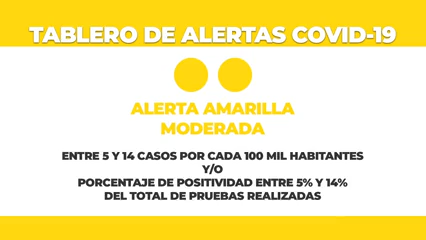 TABLERO DE ALERTAS COVID-19
ALERTA AMARILLA
MODERADA
ENTRE 5 Y 14 CASOS POR CADA 100 MIL HABITANTES
Y/O
PORCENTAJE DE POSITIVIDAD ENTRE 5% Y 14%
DEL TOTAL DE PRUEBAS REALIZADAS